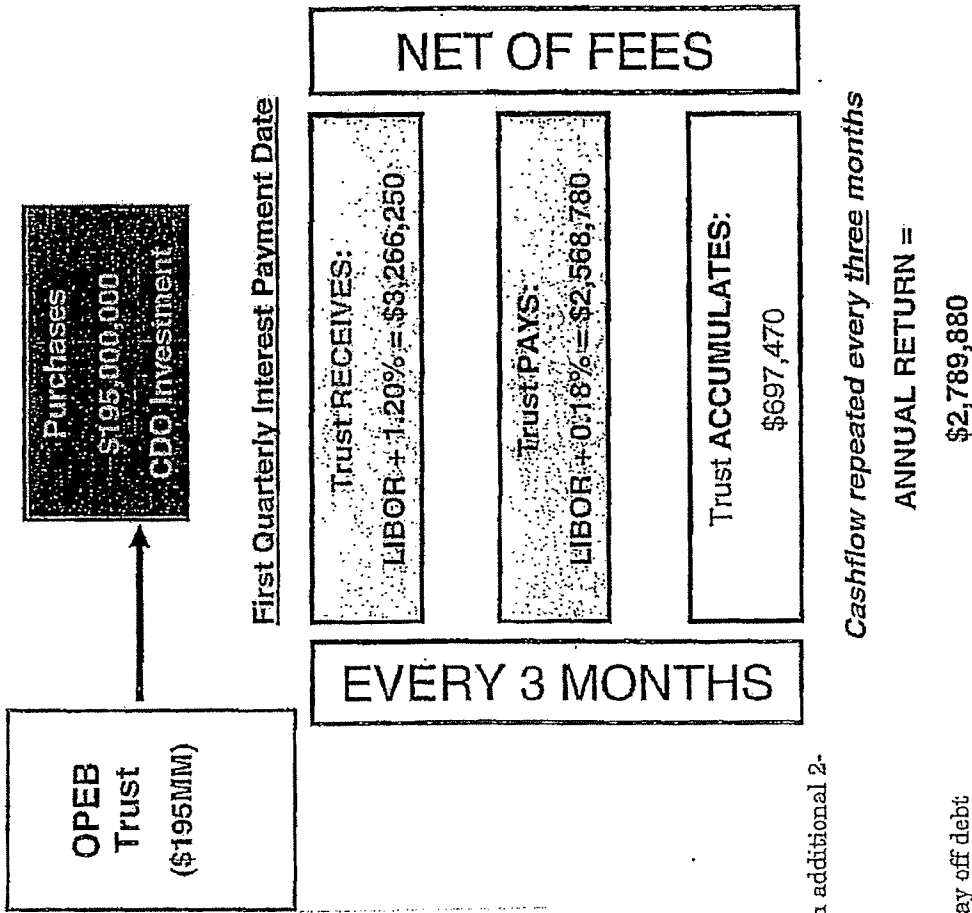 OPEB
Trust
($195MM)
Purchases
$195,000,000
CDO Investment
First Quarterly Interest Payment Date
EVERY 3 MONTHS
Trust RECEIVES:
LIBOR + 1.20% = $3,266,250
Trust PAYS:
LIBOR + 0.18% = $2,568,780
Trust ACCUMULATES:
$697,470
NET OF FEES
Cashflow repeated every three months
ANNUAL RETURN =
$2,789,880
additional 2-
ay off debt